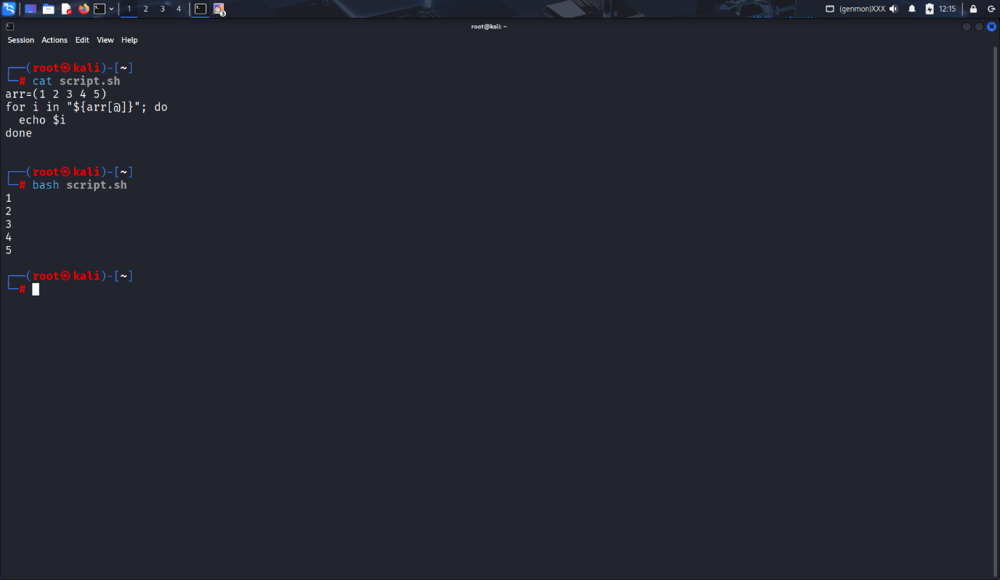 1 2 3 4 3 (genmon)XXX 12:15
root@kali: ~
Session Actions Edit View Help
┌──(root㉿kali)-[~]
└─# cat script.sh
arr=(1 2 3 4 5)
for i in "${arr[@]}"; do
  echo $i
done
┌──(root㉿kali)-[~]
└─# bash script.sh
1
2
3
4
5
┌──(root㉿kali)-[~]
└─#